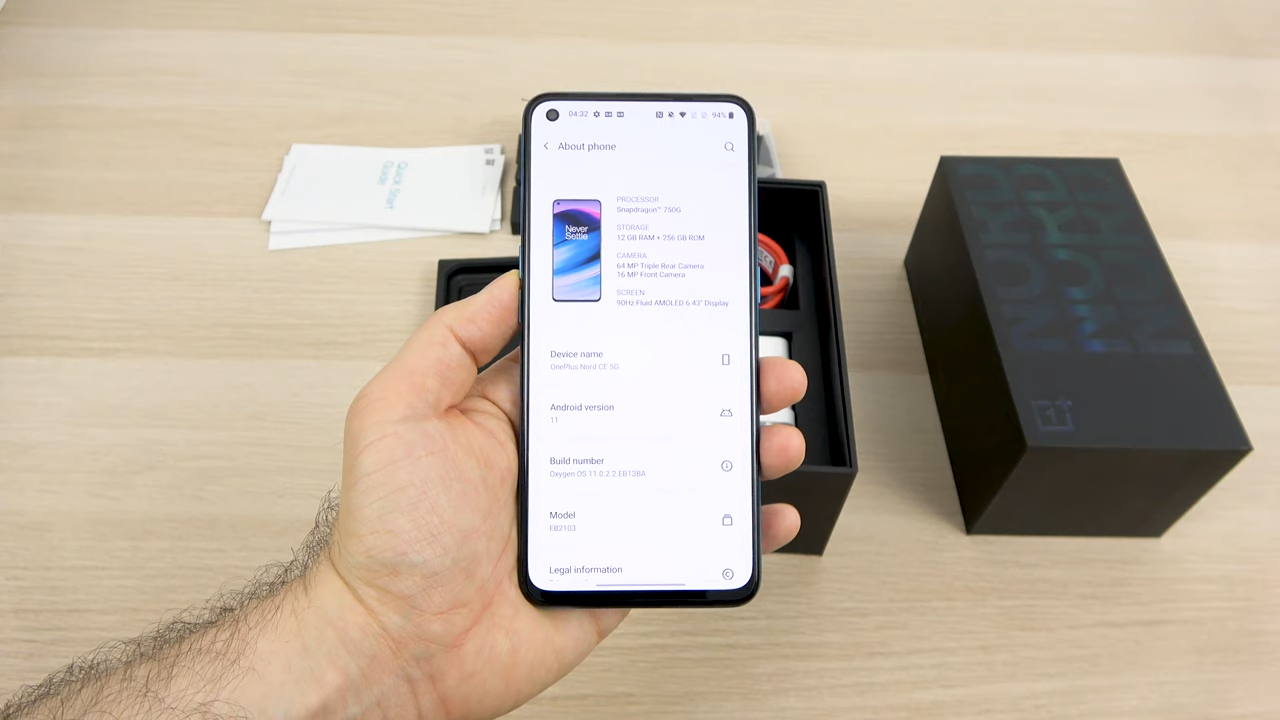 04:32
94%
About phone
Never
Settle
PROCESSOR
Snapdragon™ 750G
STORAGE
12 GB RAM + 256 GB ROM
CAMERA
64 MP Triple Rear Camera
16 MP Front Camera
SCREEN
90Hz Fluid AMOLED 6.43" Display
Device name
OnePlus Nord CE 5G
Android version
11
Build number
Oxygen OS 11.0.2.2.EB13BA
Model
EB2103
Legal information
Quick Start
Guide
NORD
NORD